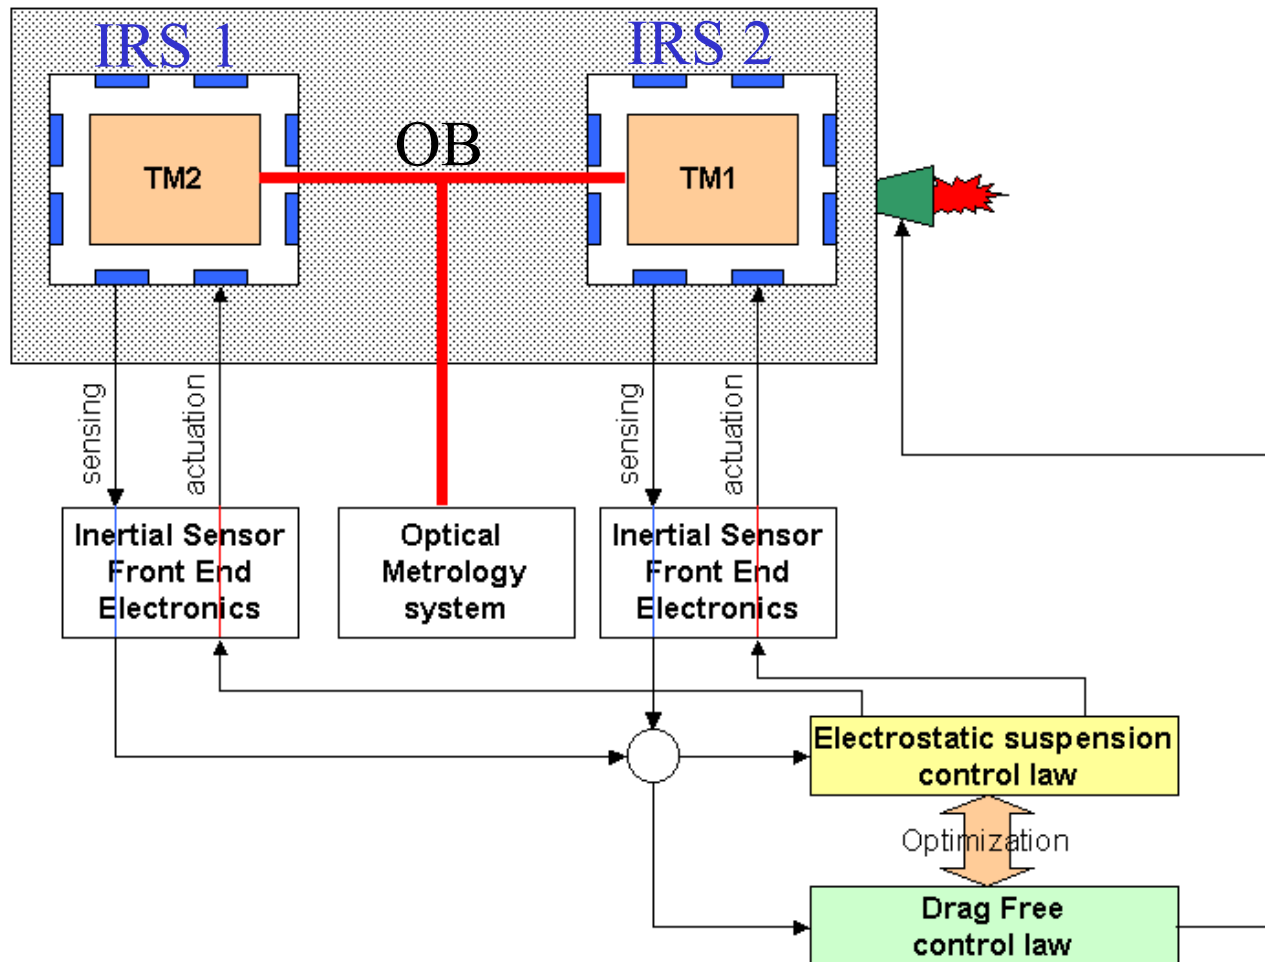 IRS 1
IRS 2
OB
TM2
TM1
sensing
actuation
sensing
actuation
Inertial Sensor
Front End
Electronics
Optical
Metrology
system
Inertial Sensor
Front End
Electronics
Electrostatic suspension
control law
Optimization
Drag Free
control law